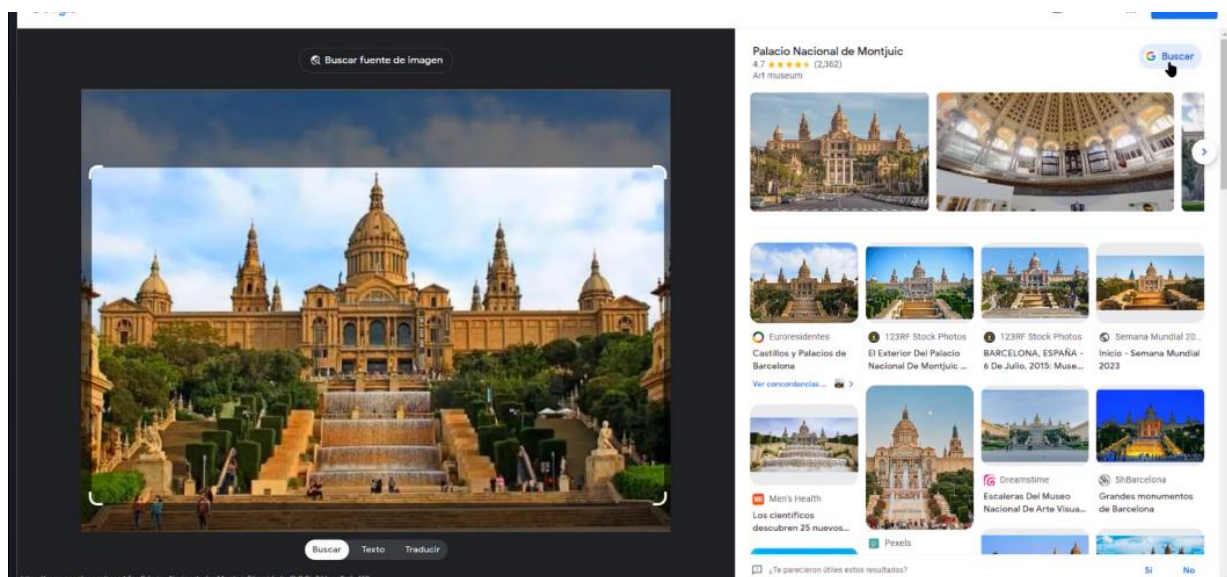 Buscar fuente de imagen
Palacio Nacional de Montjuic
4.7 ★★★★★ (2,362)
Art museum
Buscar
Euroresidentes
Castillos y Palacios de
Barcelona
Ver concordancias ...
123RF Stock Photos
El Exterior Del Palacio
Nacional De Montjuic ...
123RF Stock Photos
BARCELONA, ESPAÑA -
6 De Julio, 2015: Muse...
Semana Mundial 20...
Inicio - Semana Mundial
2023
Men's Health
Los científicos
descubren 25 nuevos...
Pexels
Dreamstime
Escaleras Del Museo
Nacional De Arte Visua...
ShBarcelona
Grandes monumentos
de Barcelona
Buscar Texto Traducir
¿Te parecieron útiles estos resultados?
Sí No